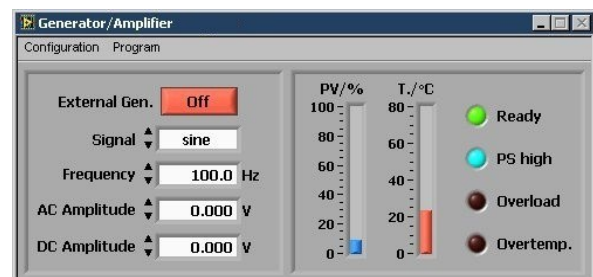 Generator/Amplifier
Configuration Program
External Gen. Off
Signal sine
Frequency 100.0 Hz
AC Amplitude 0.000 V
DC Amplitude 0.000 V
PV/% T./°C
100 80
80
60
60
40
40
20
20
0 0
Ready
PS high
Overload
Overtemp.